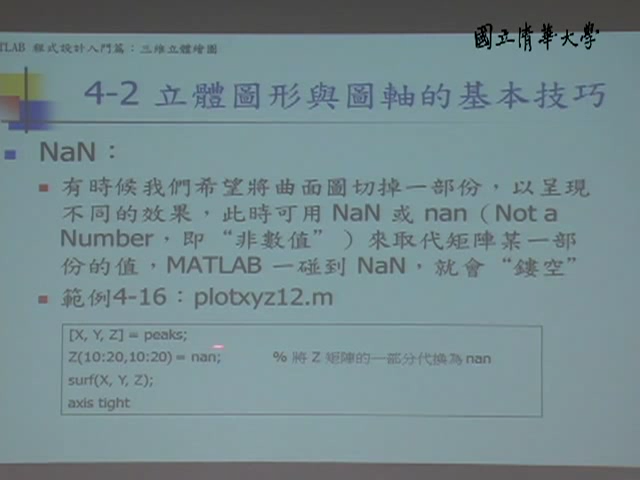 國立清華大學
TLAB 程式設計入門篇：三維立體繪圖
4-2 立體圖形與圖軸的基本技巧
NaN：
有時候我們希望將曲面圖切掉一部份，以呈現
不同的效果，此時可用 NaN 或 nan（Not a
Number，即“非數值”）來取代矩陣某一部
份的值，MATLAB 一碰到 NaN，就會“鏤空”
範例4-16：plotxyz12.m
[X, Y, Z] = peaks;
Z(10:20,10:20) = nan; % 將 Z 矩陣的一部分代換為 nan
surf(X, Y, Z);
axis tight